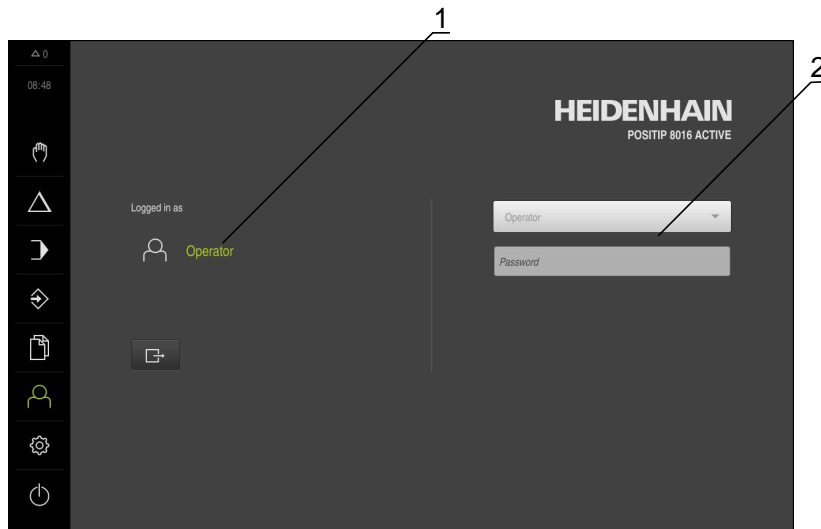 1
2
0
08:48
HEIDENHAIN
POSITIP 8016 ACTIVE
Logged in as
Operator
Operator
Password